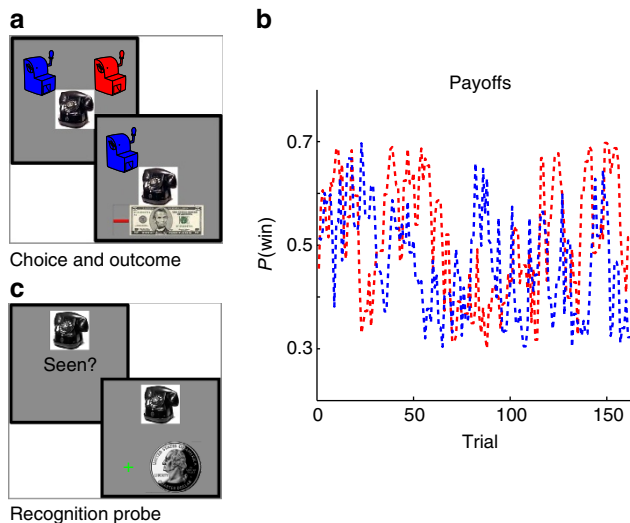 a
Choice and outcome
b
Payoffs
P(win)
0.7
0.5
0.3
0
50
100
150
Trial
c
Seen?
Recognition probe